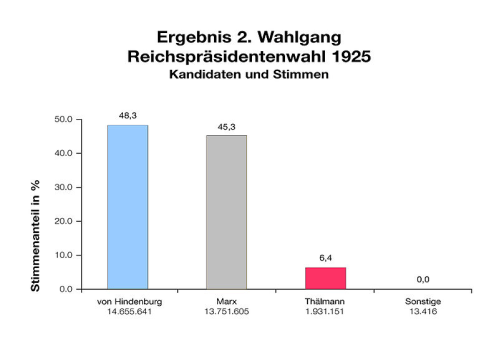 Ergebnis 2. Wahlgang
Reichspräsidentenwahl 1925
Kandidaten und Stimmen
Stimmenanteil in %
50.0
40.0
30.0
20.0
10.0
0.0
48,3
45,3
6,4
0,0
von Hindenburg
14.655.641
Marx
13.751.605
Thälmann
1.931.151
Sonstige
13.416